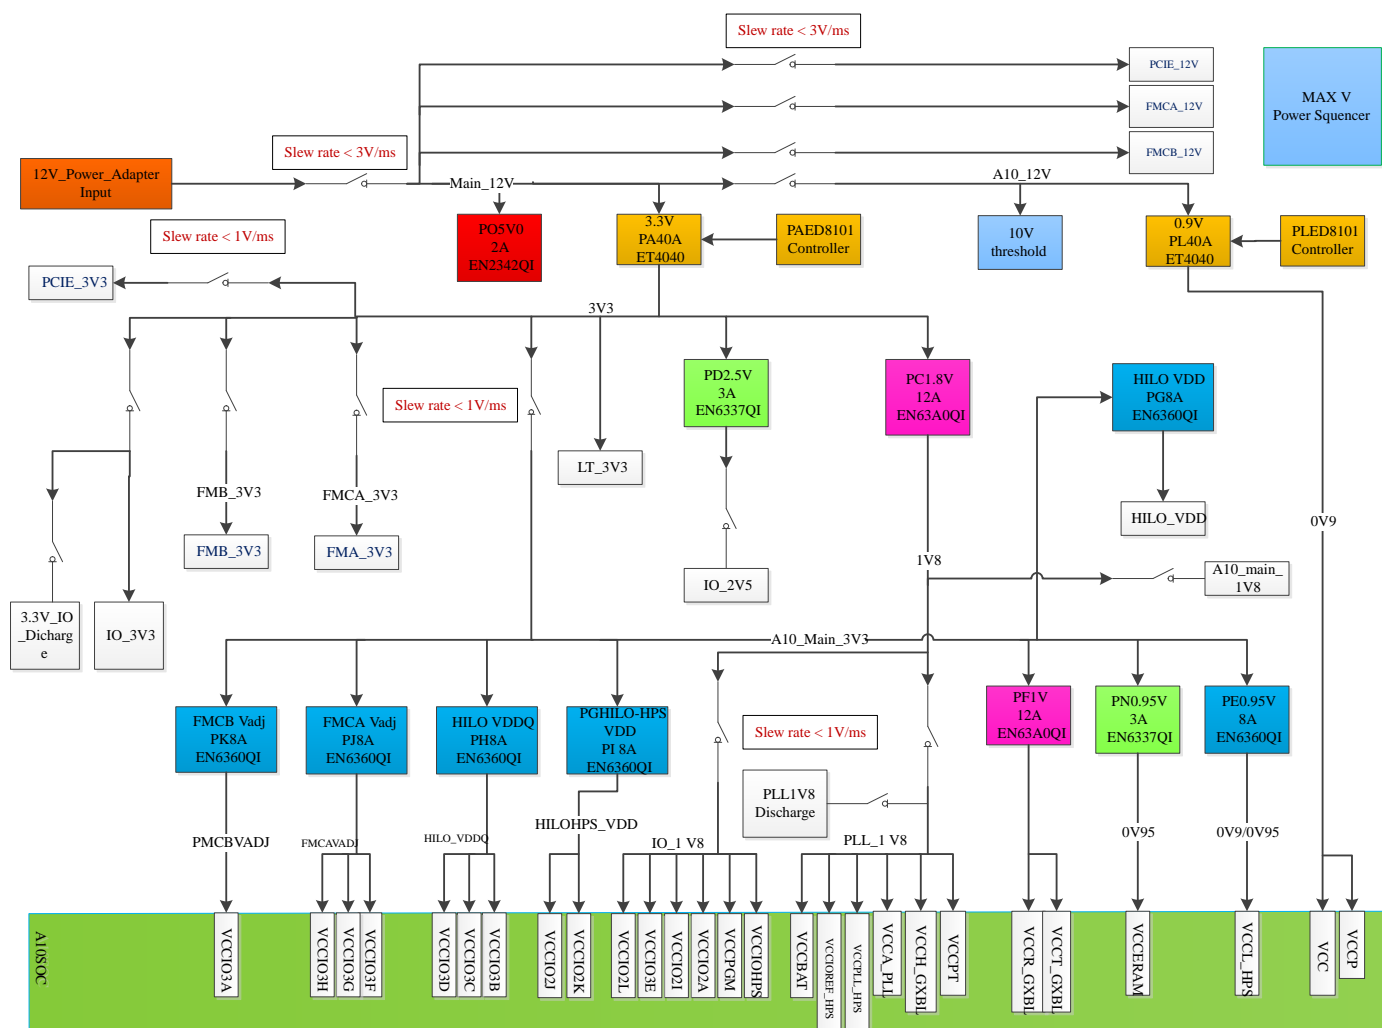 Slew rate < 3V/ms
PCIE_12V
MAX V
Power Squencer
FMCA_12V
Slew rate < 3V/ms
FMCB_12V
12V_Power_Adapter
Input
Main_12V
A10_12V
Slew rate < 1V/ms
PO5V0
2A
EN2342QI
3.3V
PA40A
ET4040
PAED8101
Controller
10V
threshold
0.9V
PL40A
ET4040
PLED8101
Controller
PCIE_3V3
3V3
Slew rate < 1V/ms
PD2.5V
3A
EN6337QI
PC1.8V
12A
EN63A0QI
HILO VDD
PG8A
EN6360QI
LT_3V3
FMB_3V3
FMCA_3V3
HILO_VDD
0V9
FMB_3V3
FMA_3V3
1V8
IO_2V5
A10_main_
1V8
3.3V_IO
_Dicharg
e
IO_3V3
A10_Main_3V3
FMCB Vadj
PK8A
EN6360QI
FMCA Vadj
PJ8A
EN6360QI
HILO VDDQ
PH8A
EN6360QI
PGHILO-HPS
VDD
PI 8A
EN6360QI
Slew rate < 1V/ms
PF1V
12A
EN63A0QI
PN0.95V
3A
EN6337QI
PE0.95V
8A
EN6360QI
PLL1V8
Discharge
PMCBVADJ
FMCAVADJ
HILO_VDDQ
HILOHPS_VDD
IO_1 V8
PLL_1 V8
0V95
0V9/0V95
A10SOC
VCCIO3A
VCCIO3H
VCCIO3G
VCCIO3F
VCCIO3D
VCCIO3C
VCCIO3B
VCCIO2J
VCCIO2K
VCCIO2L
VCCIO3E
VCCIO2I
VCCIO2A
VCCPGM
VCCIOHPS
VCCBAT
VCCIOREF_HPS
VCCPLL_HPS
VCCA_PLL
VCCH_GXBL
VCCPT
VCCR_GXBL
VCCT_GXBL
VCCERAM
VCCL_HPS
VCC
VCCP